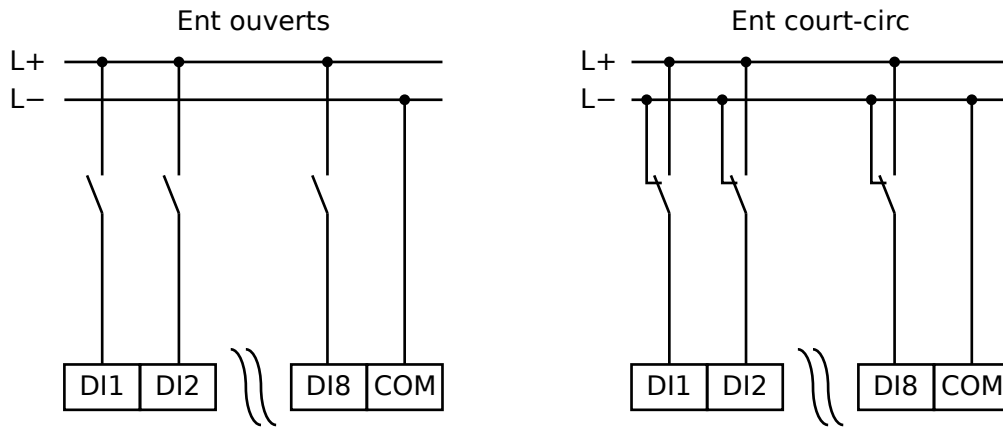 Ent ouverts
L+
L−
DI1 DI2 DI8 COM
Ent court-circ
L+
L−
DI1 DI2 DI8 COM